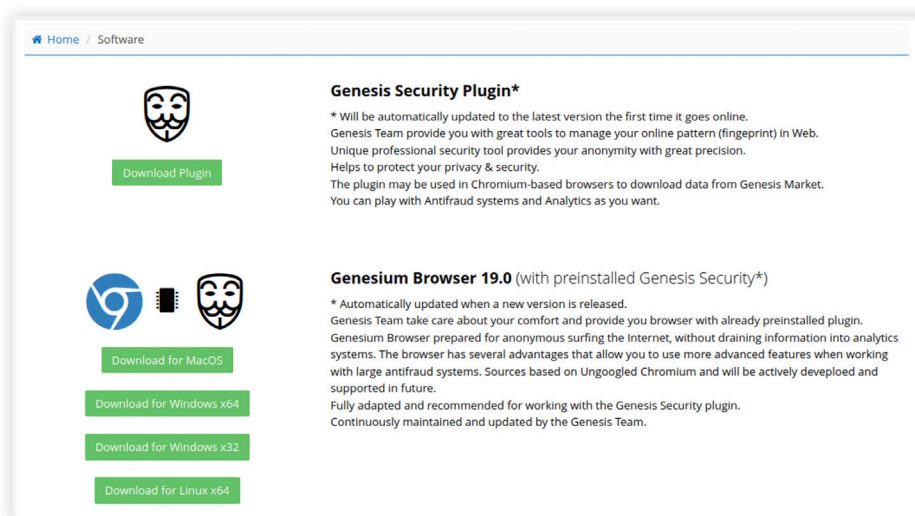 Home / Software
Genesis Security Plugin*
* Will be automatically updated to the latest version the first time it goes online.
Genesis Team provide you with great tools to manage your online pattern (fingeprint) in Web.
Unique professional security tool provides your anonymity with great precision.
Helps to protect your privacy & security.
The plugin may be used in Chromium-based browsers to download data from Genesis Market.
You can play with Antifraud systems and Analytics as you want.
Download Plugin
Genesium Browser 19.0 (with preinstalled Genesis Security*)
* Automatically updated when a new version is released.
Genesis Team take care about your comfort and provide you browser with already preinstalled plugin.
Genesium Browser prepared for anonymous surfing the Internet, without draining information into analytics
systems. The browser has several advantages that allow you to use more advanced features when working
with large antifraud systems. Sources based on Ungoogled Chromium and will be actively deveploed and
supported in future.
Fully adapted and recommended for working with the Genesis Security plugin.
Continuously maintained and updated by the Genesis Team.
Download for MacOS
Download for Windows x64
Download for Windows x32
Download for Linux x64